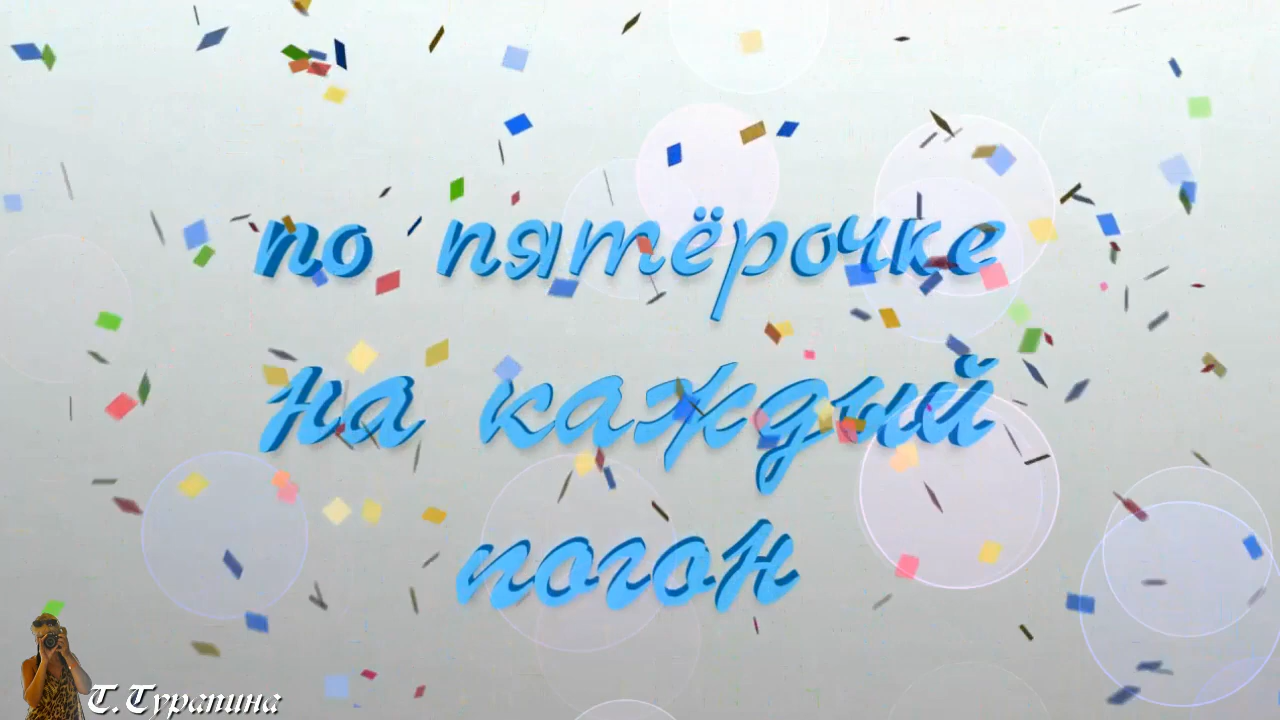 по пятёрочке
на каждый
погон
Т.Турапина